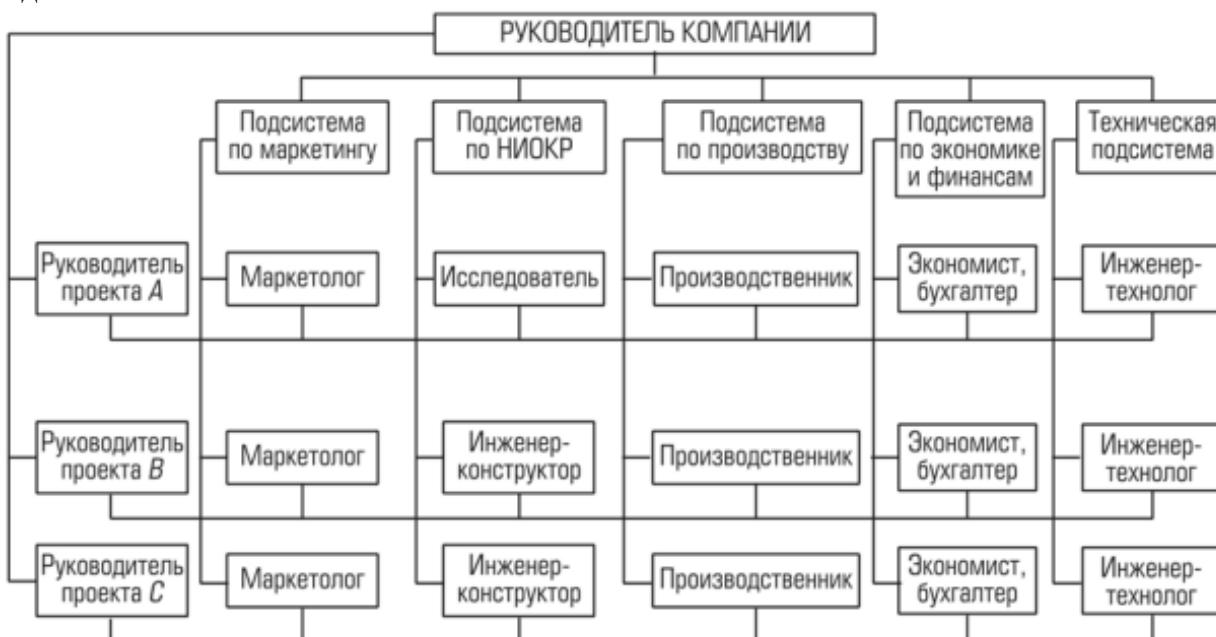 РУКОВОДИТЕЛЬ КОМПАНИИ
Подсистема
по маркетингу
Подсистема
по НИОКР
Подсистема
по производству
Подсистема
по экономике
и финансам
Техническая
подсистема
Руководитель
проекта A
Маркетолог
Исследователь
Производственник
Экономист,
бухгалтер
Инженер-
технолог
Руководитель
проекта B
Маркетолог
Инженер-
конструктор
Производственник
Экономист,
бухгалтер
Инженер-
технолог
Руководитель
проекта C
Маркетолог
Инженер-
конструктор
Производственник
Экономист,
бухгалтер
Инженер-
технолог